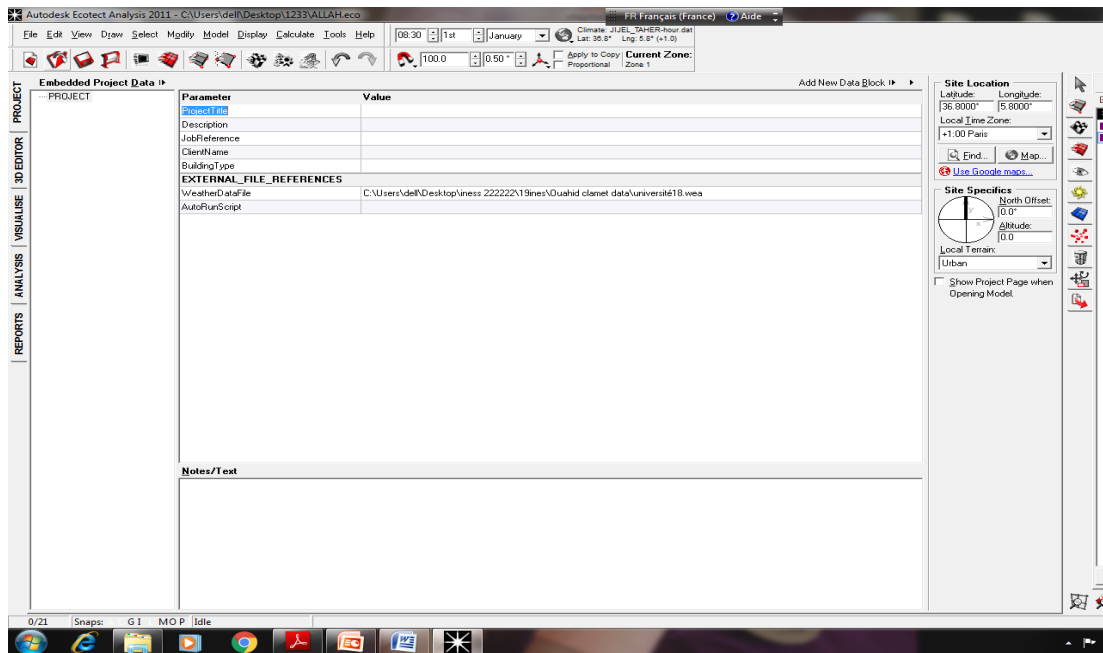 Autodesk Ecotect Analysis 2011 - C:\Users\dell\Desktop\1233\ALLAH.eco
FR Français (France) Aide
File Edit View Draw Select Modify Model Display Calculate Tools Help
08:30 1st January
Climate: JIJEL_TAHER-hour.dat
Lat: 36.8° Lng: 5.8° (+1.0)
100.0 0.50 °
Apply to Copy
Proportional
Current Zone:
Zone 1
PROJECT
3D EDITOR
VISUALISE
ANALYSIS
REPORTS
Embedded Project Data
PROJECT
Add New Data Block
Parameter Value
ProjectTitle
Description
JobReference
ClientName
BuildingType
EXTERNAL_FILE_REFERENCES
WeatherDataFile C:\Users\dell\Desktop\iness 222222\19ines\Ouahid clamet data\université18.wea
AutoRunScript
Notes/Text
Site Location
Latitude: Longitude:
36.8000° 5.8000°
Local Time Zone:
+1:00 Paris
Find... Map...
Use Google maps...
Site Specifics
North Offset:
0.0°
Altitude:
0.0
Local Terrain:
Urban
Show Project Page when
Opening Model.
0/21 Snaps: G I M O P Idle